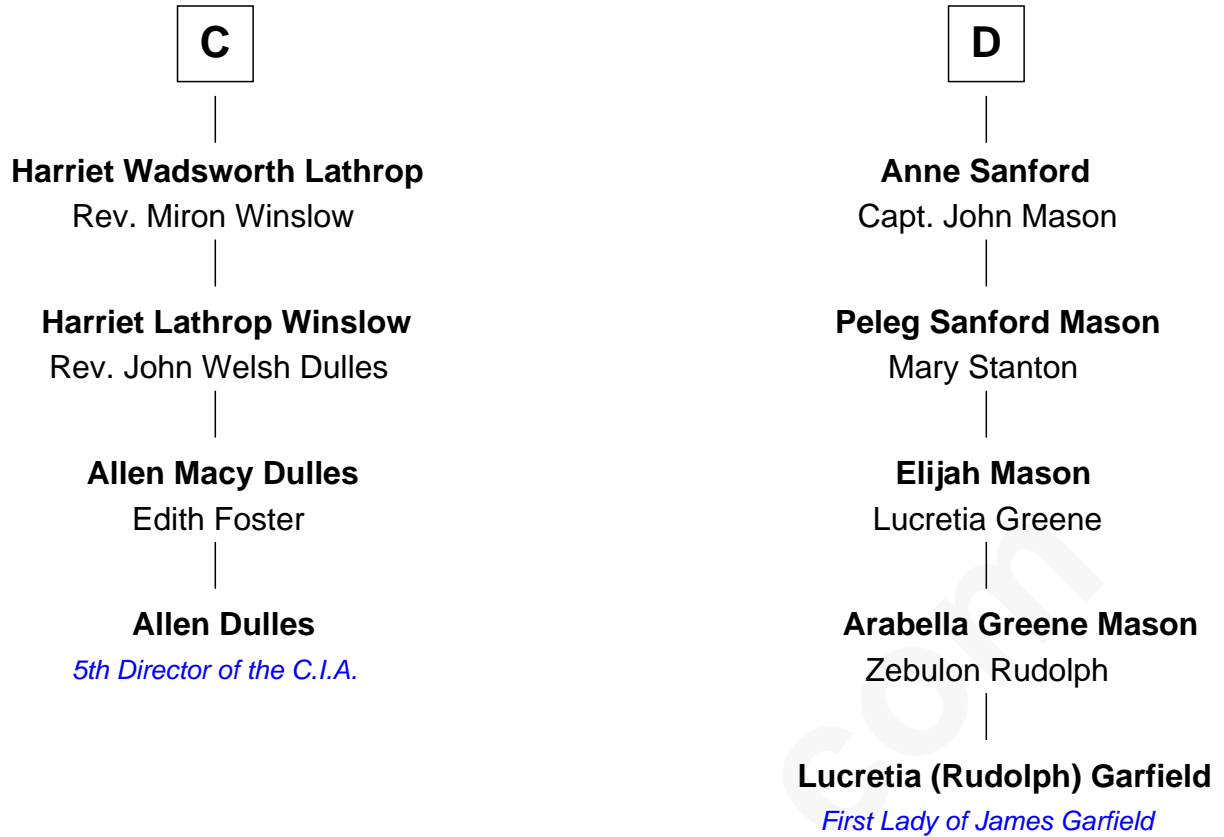 C
Harriet Wadsworth Lathrop
Rev. Miron Winslow
Harriet Lathrop Winslow
Rev. John Welsh Dulles
Allen Macy Dulles
Edith Foster
Allen Dulles
5th Director of the C.I.A.
D
Anne Sanford
Capt. John Mason
Peleg Sanford Mason
Mary Stanton
Elijah Mason
Lucretia Greene
Arabella Greene Mason
Zebulon Rudolph
Lucretia (Rudolph) Garfield
First Lady of James Garfield
com